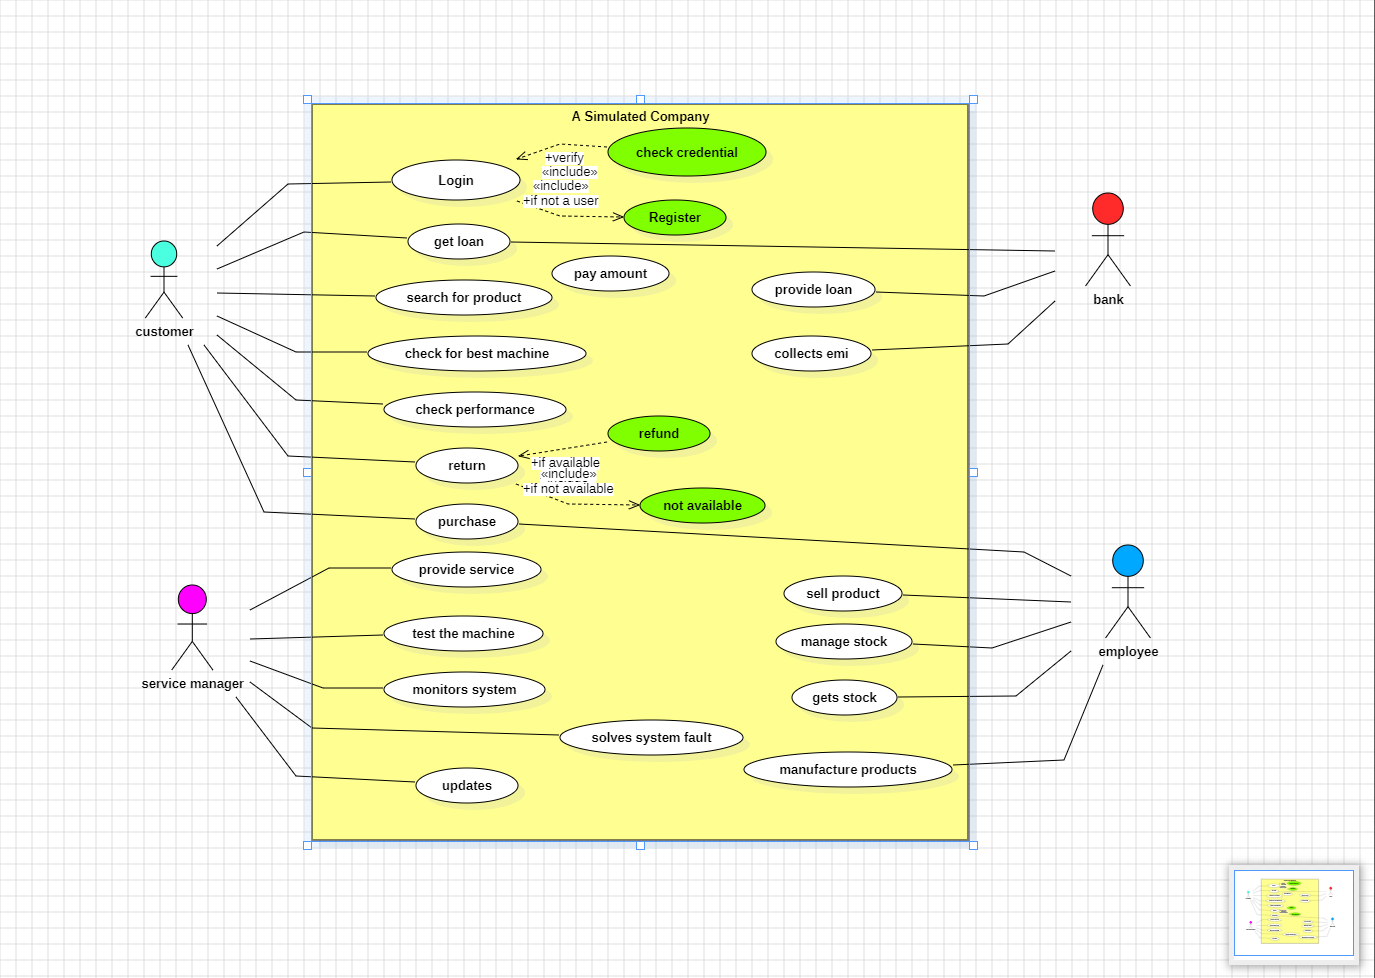 A Simulated Company
check credential
+verify
«include»
Login
«include»
+if not a user
Register
get loan
pay amount
search for product
provide loan
bank
customer
check for best machine
collects emi
check performance
refund
return
+if available
«include»
+if not available
not available
purchase
provide service
sell product
test the machine
manage stock
employee
service manager
monitors system
gets stock
solves system fault
manufacture products
updates